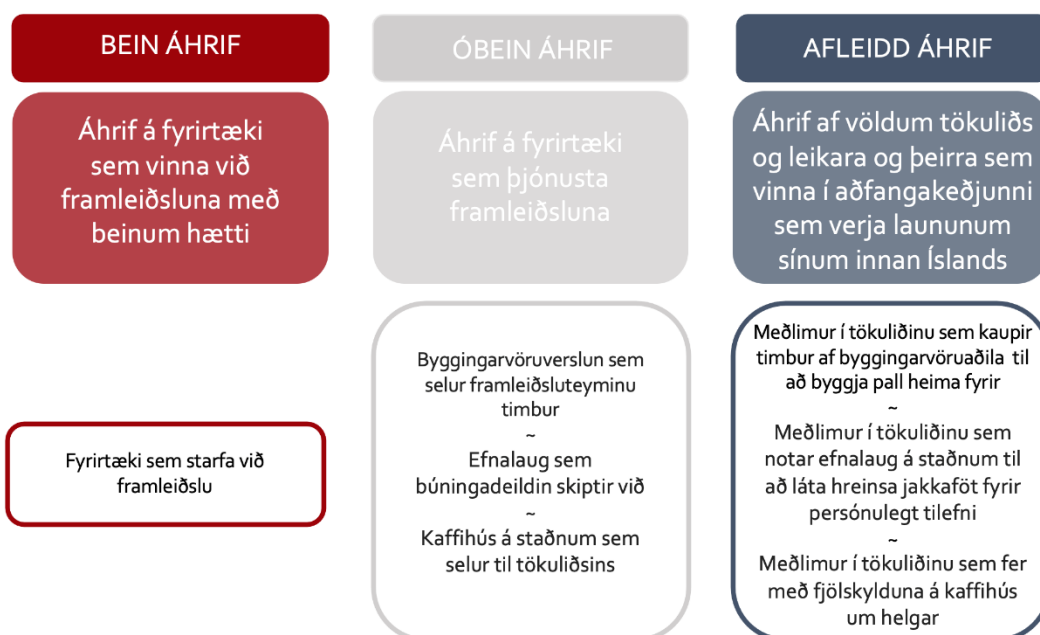 BEIN ÁHRIF
Áhrif á fyrirtæki
sem vinna við
framleiðsluna með
beinum hætti
Fyrirtæki sem starfa við
framleiðslu
ÓBEIN ÁHRIF
Áhrif á fyrirtæki
sem þjónusta
framleiðsluna
Byggingarvöruverslun sem
selur framleiðsluteyminu
timbur
~
Efnalaug sem
búningadeildin skiptir við
~
Kaffihús á staðnum sem
selur til tökuliðsins
AFLEIDD ÁHRIF
Áhrif af völdum tökuliðs
og leikara og þeirra sem
vinna í aðfangakeðjunni
sem verja laununum
sínum innan Íslands
Meðlimur í tökuliðinu sem kaupir
timbur af byggingarvöruaðila til
að byggja pall heima fyrir
~
Meðlimur í tökuliðinu sem
notar efnalaug á staðnum til
að láta hreinsa jakkaföt fyrir
persónulegt tilefni
~
Meðlimur í tökuliðinu sem fer
með fjölskylduna á kaffihús
um helgar